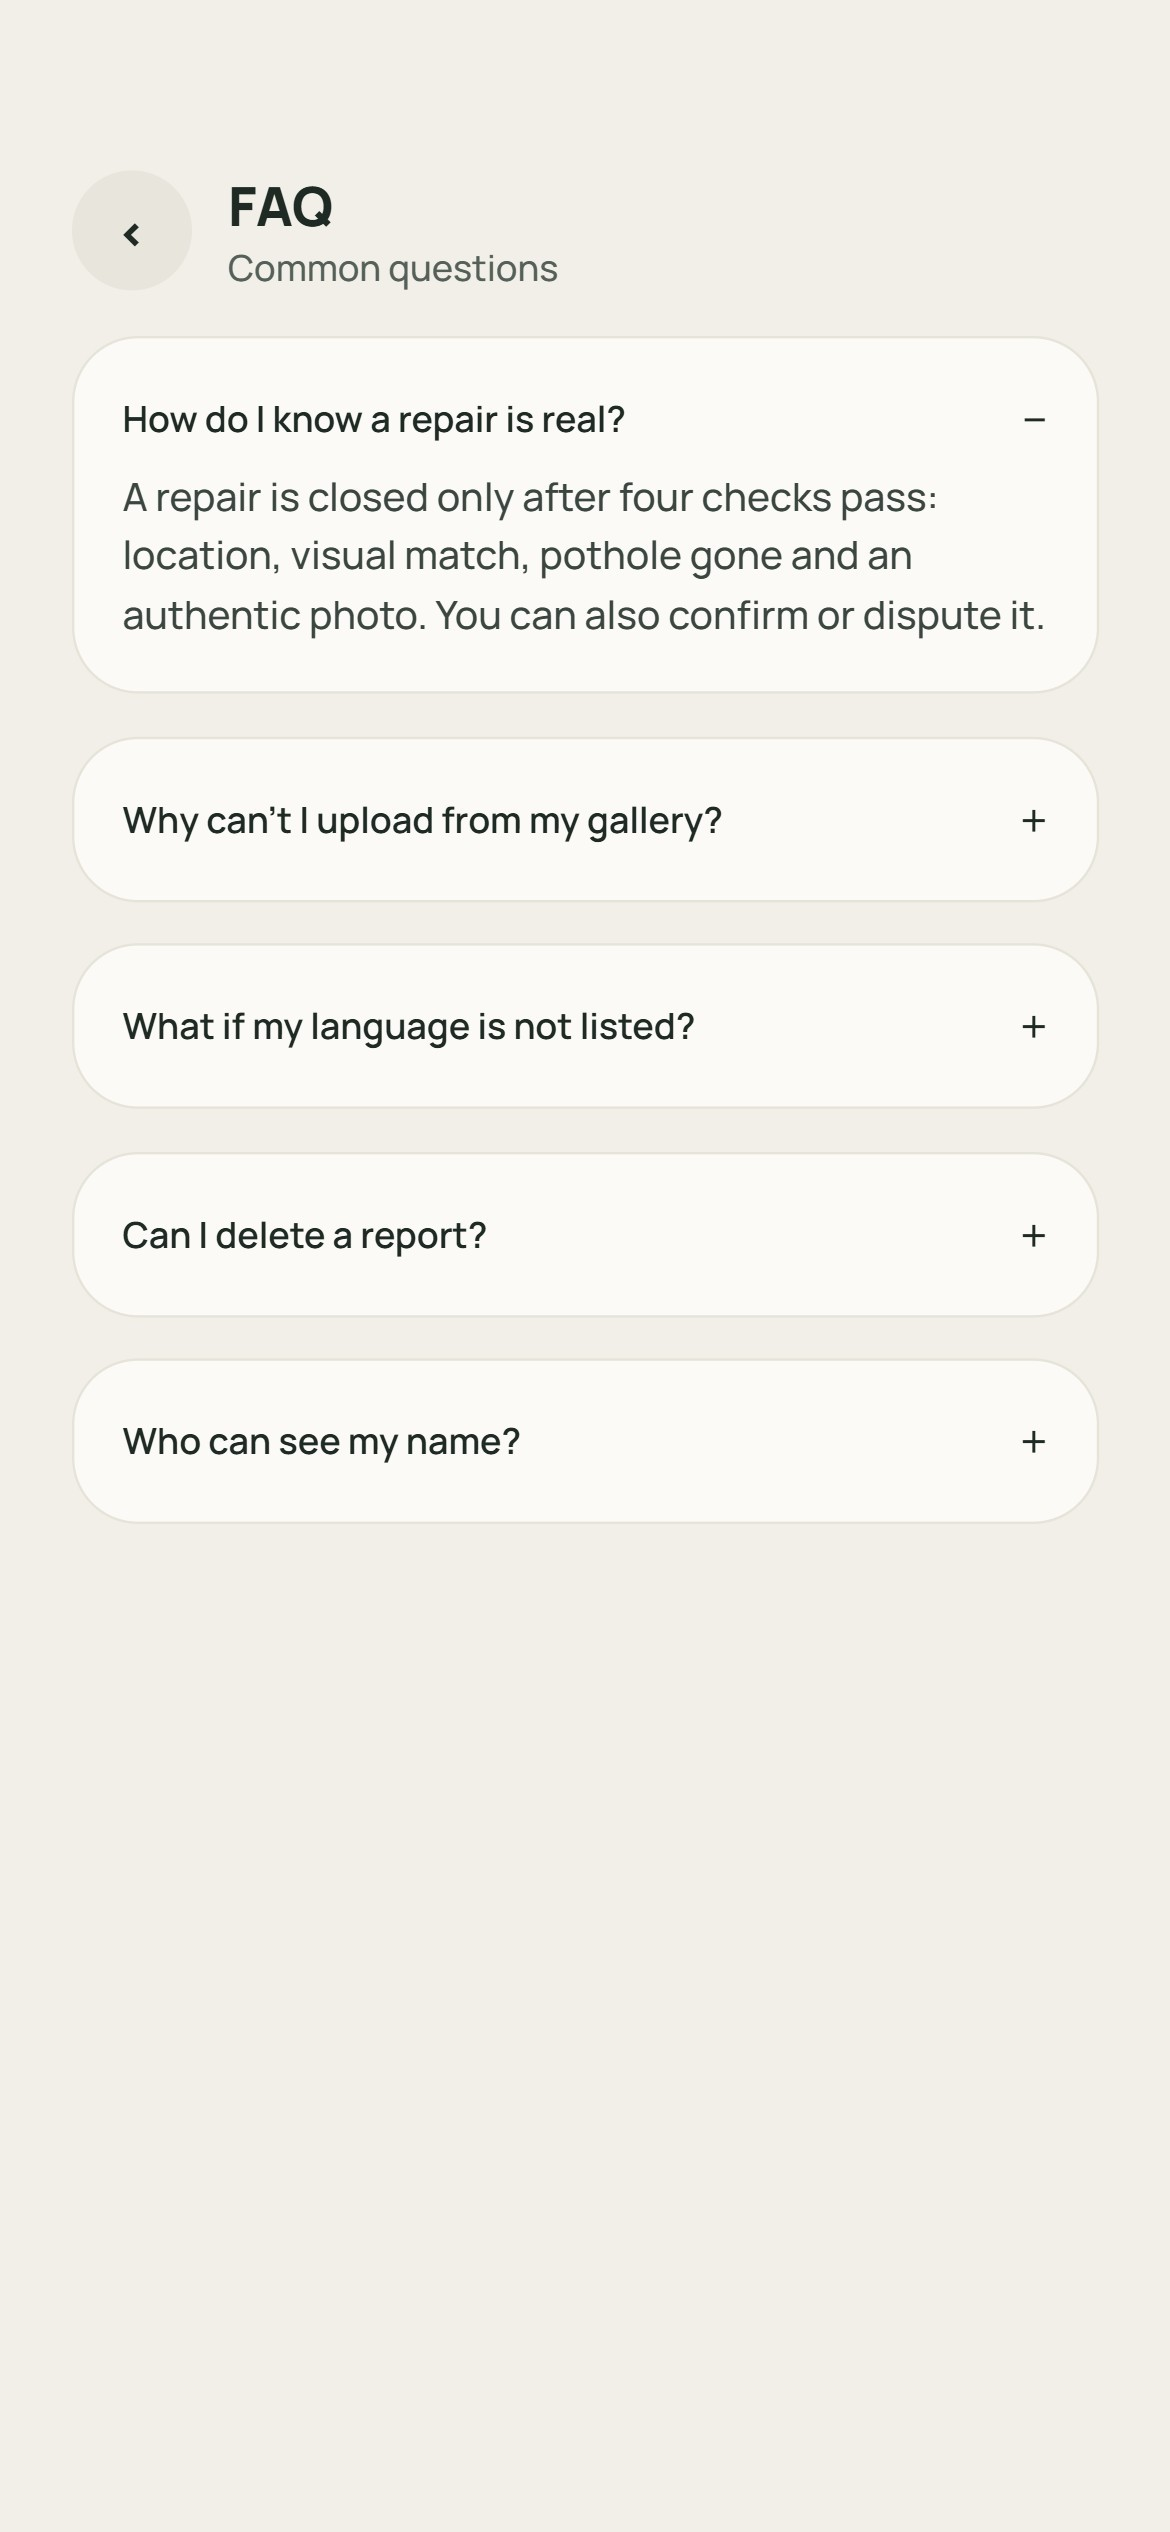 FAQ
Common questions
How do I know a repair is real?
A repair is closed only after four checks pass:
location, visual match, pothole gone and an
authentic photo. You can also confirm or dispute it.
Why can’t I upload from my gallery?
What if my language is not listed?
Can I delete a report?
Who can see my name?